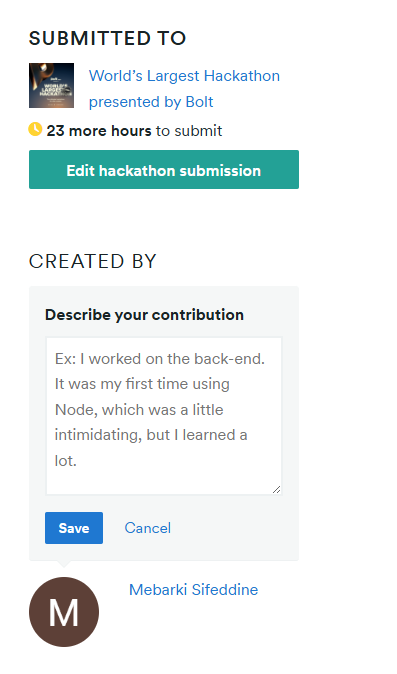 SUBMITTED TO
World's Largest Hackathon
presented by Bolt
23 more hours to submit
Edit hackathon submission
CREATED BY
Describe your contribution
Ex: I worked on the back-end.
It was my first time using
Node, which was a little
intimidating, but I learned a
lot.
Save Cancel
M
Mebarki Sifeddine